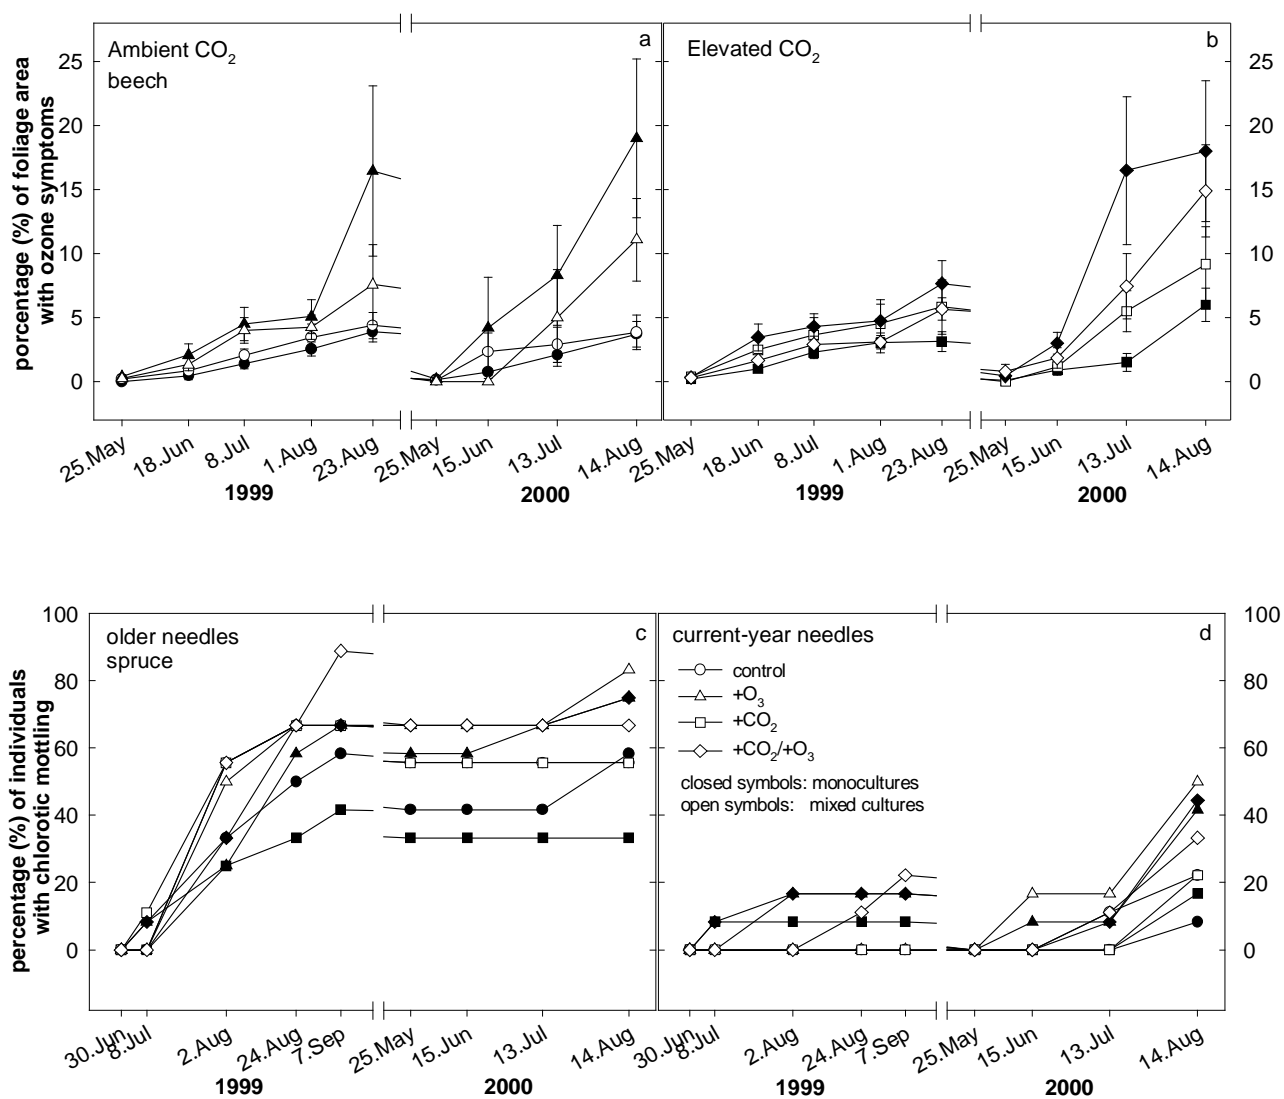 Ambient CO2
beech
a
Elevated CO2
b
porcentage (%) of foliage area
with ozone symptoms
25
20
15
10
5
0
25
20
15
10
5
0
25.May
18.Jun
8.Jul
1.Aug
23.Aug
25.May
15.Jun
13.Jul
14.Aug
25.May
18.Jun
8.Jul
1.Aug
23.Aug
25.May
15.Jun
13.Jul
14.Aug
1999
2000
1999
2000
older needles
spruce
c
current-year needles
d
control
+O3
+CO2
+CO2/+O3
closed symbols: monocultures
open symbols: mixed cultures
percentage (%) of individuals
with chlorotic mottling
100
80
60
40
20
0
100
80
60
40
20
0
30.Jun
8.Jul
2.Aug
24.Aug
7.Sep
25.May
15.Jun
13.Jul
14.Aug
30.Jun
8.Jul
2.Aug
24.Aug
7.Sep
25.May
15.Jun
13.Jul
14.Aug
1999
2000
1999
2000